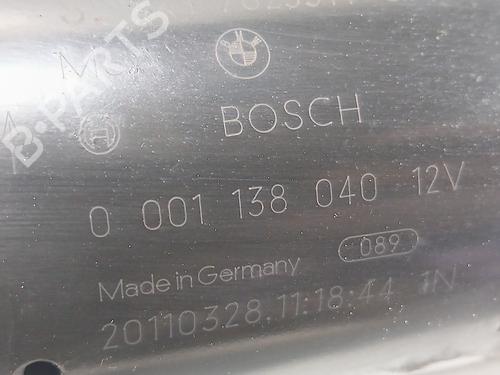 BOSCH
0 001 138 040 12V
089
Made in Germany
20110328.11:18:44 1N
B-PARTS